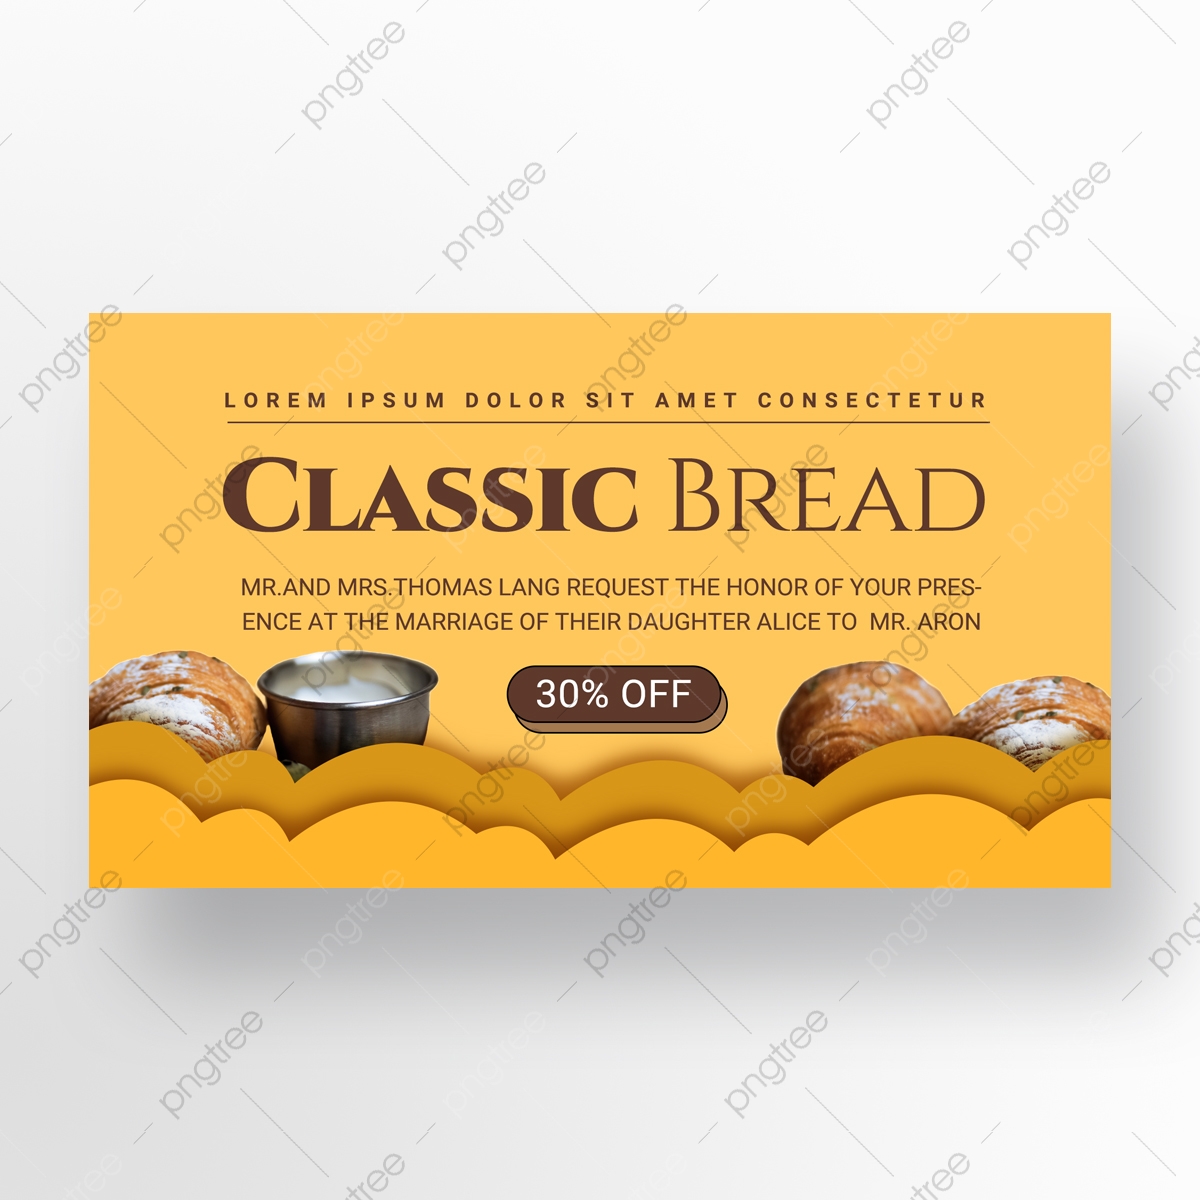 LOREM IPSUM DOLOR SIT AMET CONSECTETUR
CLASSIC BREAD
MR.AND MRS.THOMAS LANG REQUEST THE HONOR OF YOUR PRES-
ENCE AT THE MARRIAGE OF THEIR DAUGHTER ALICE TO MR. ARON
30% OFF
pngtree